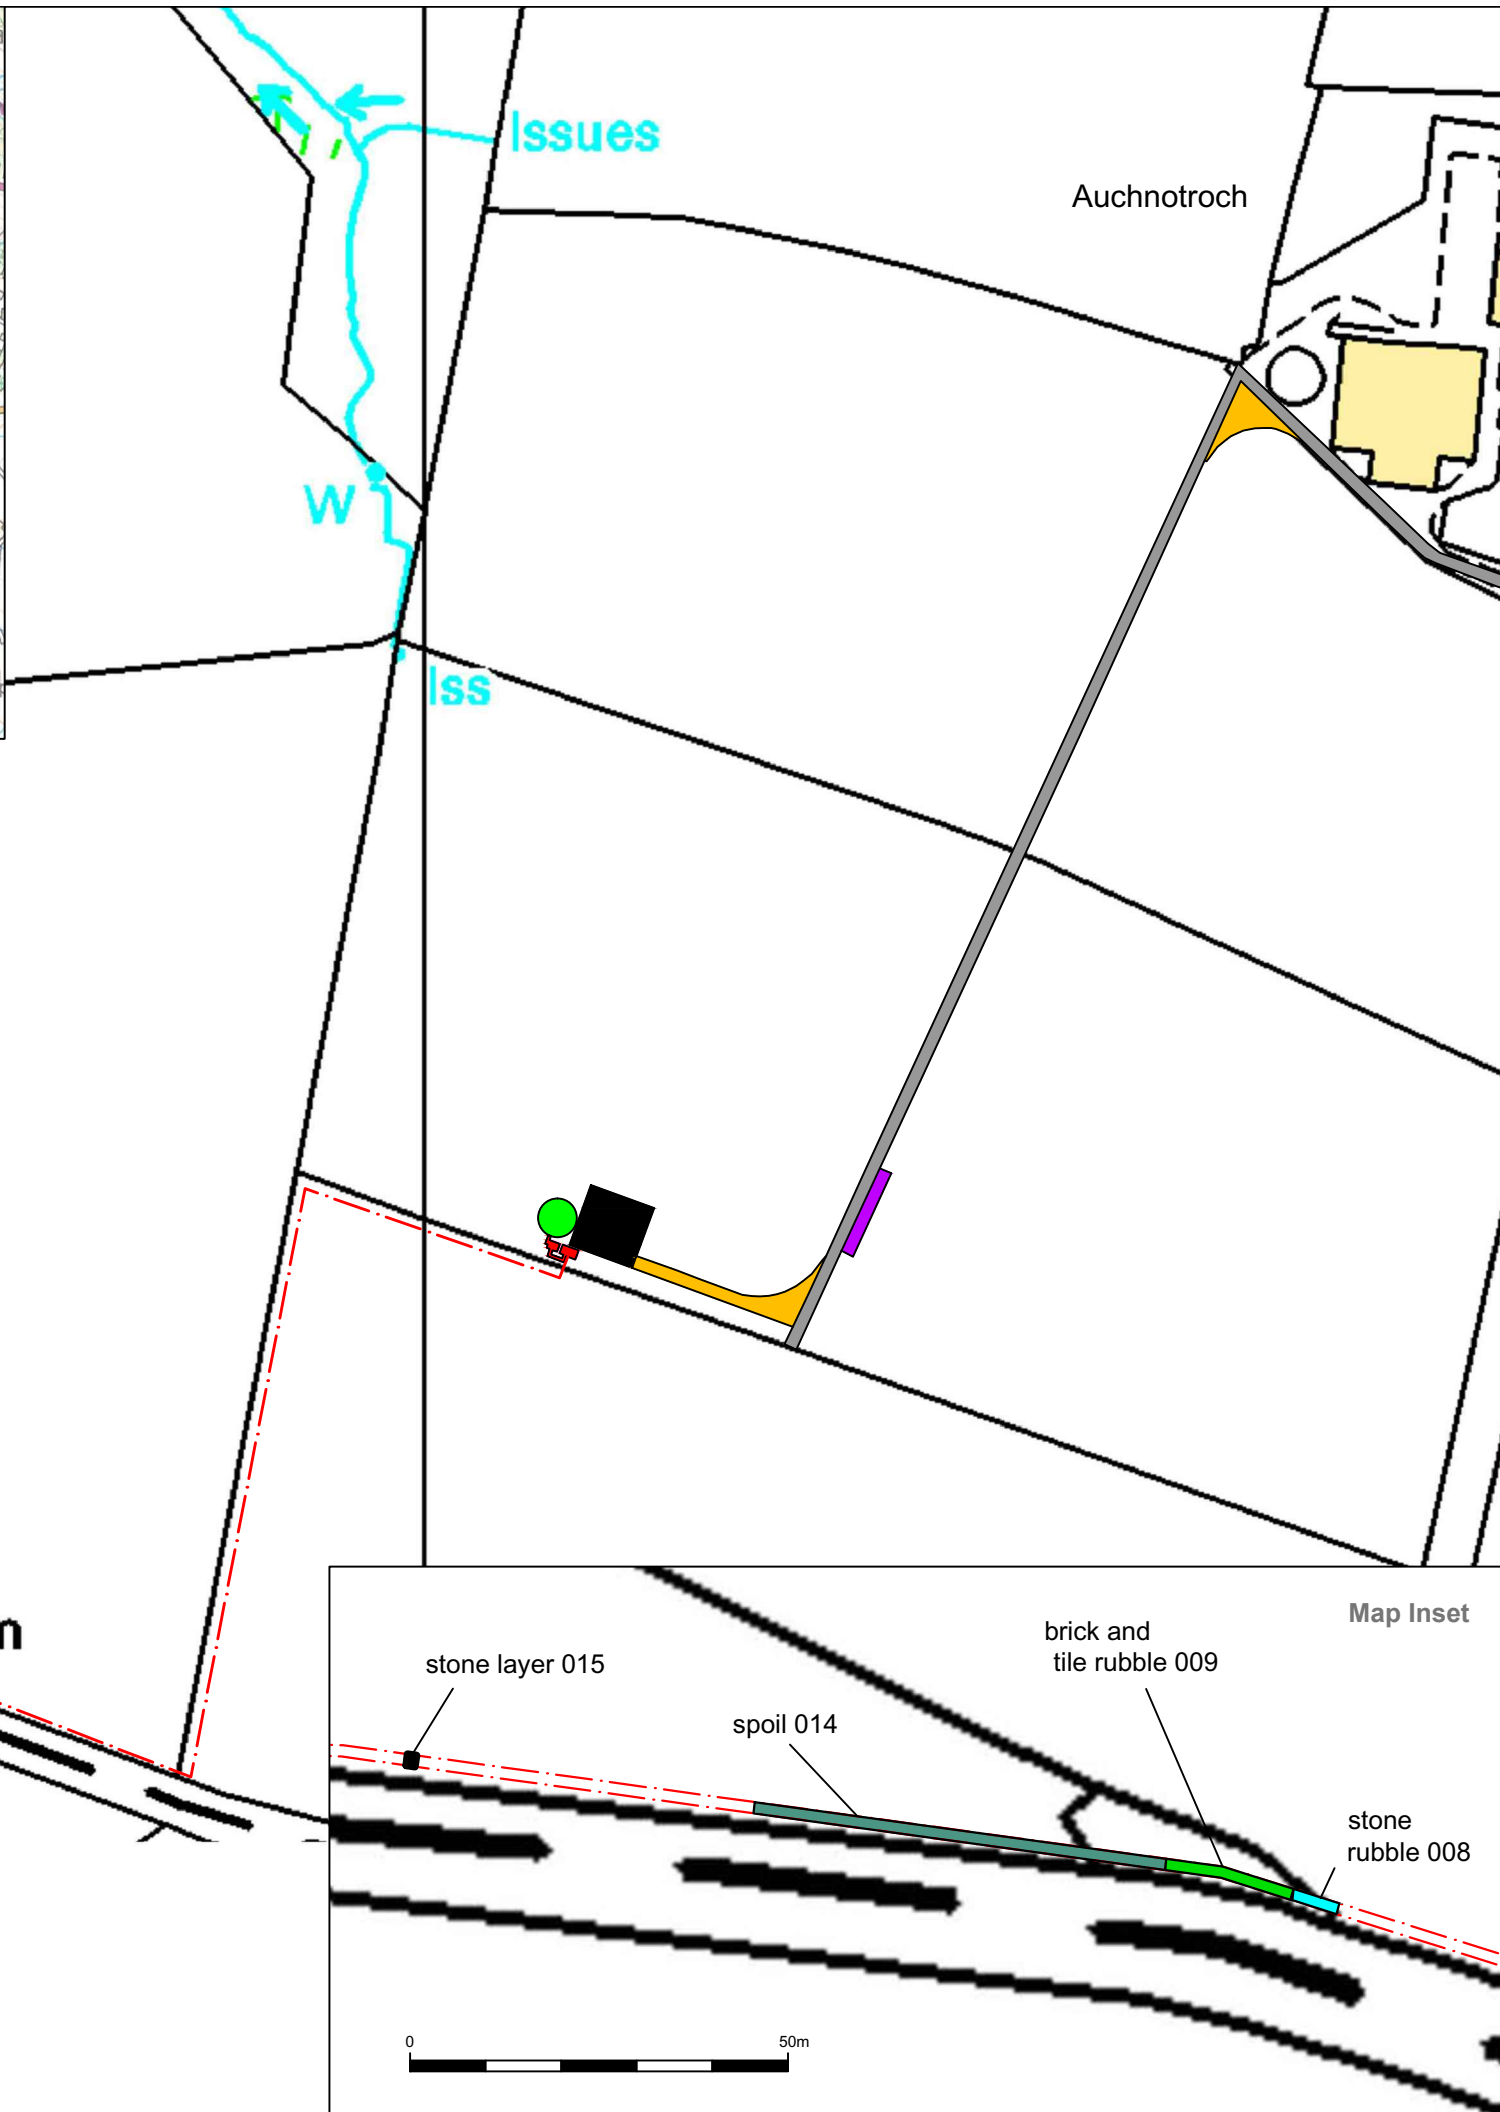 Issues
Auchnotroch
W
Iss
Map Inset
brick and
tile rubble 009
stone layer 015
spoil 014
stone
rubble 008
0 50m